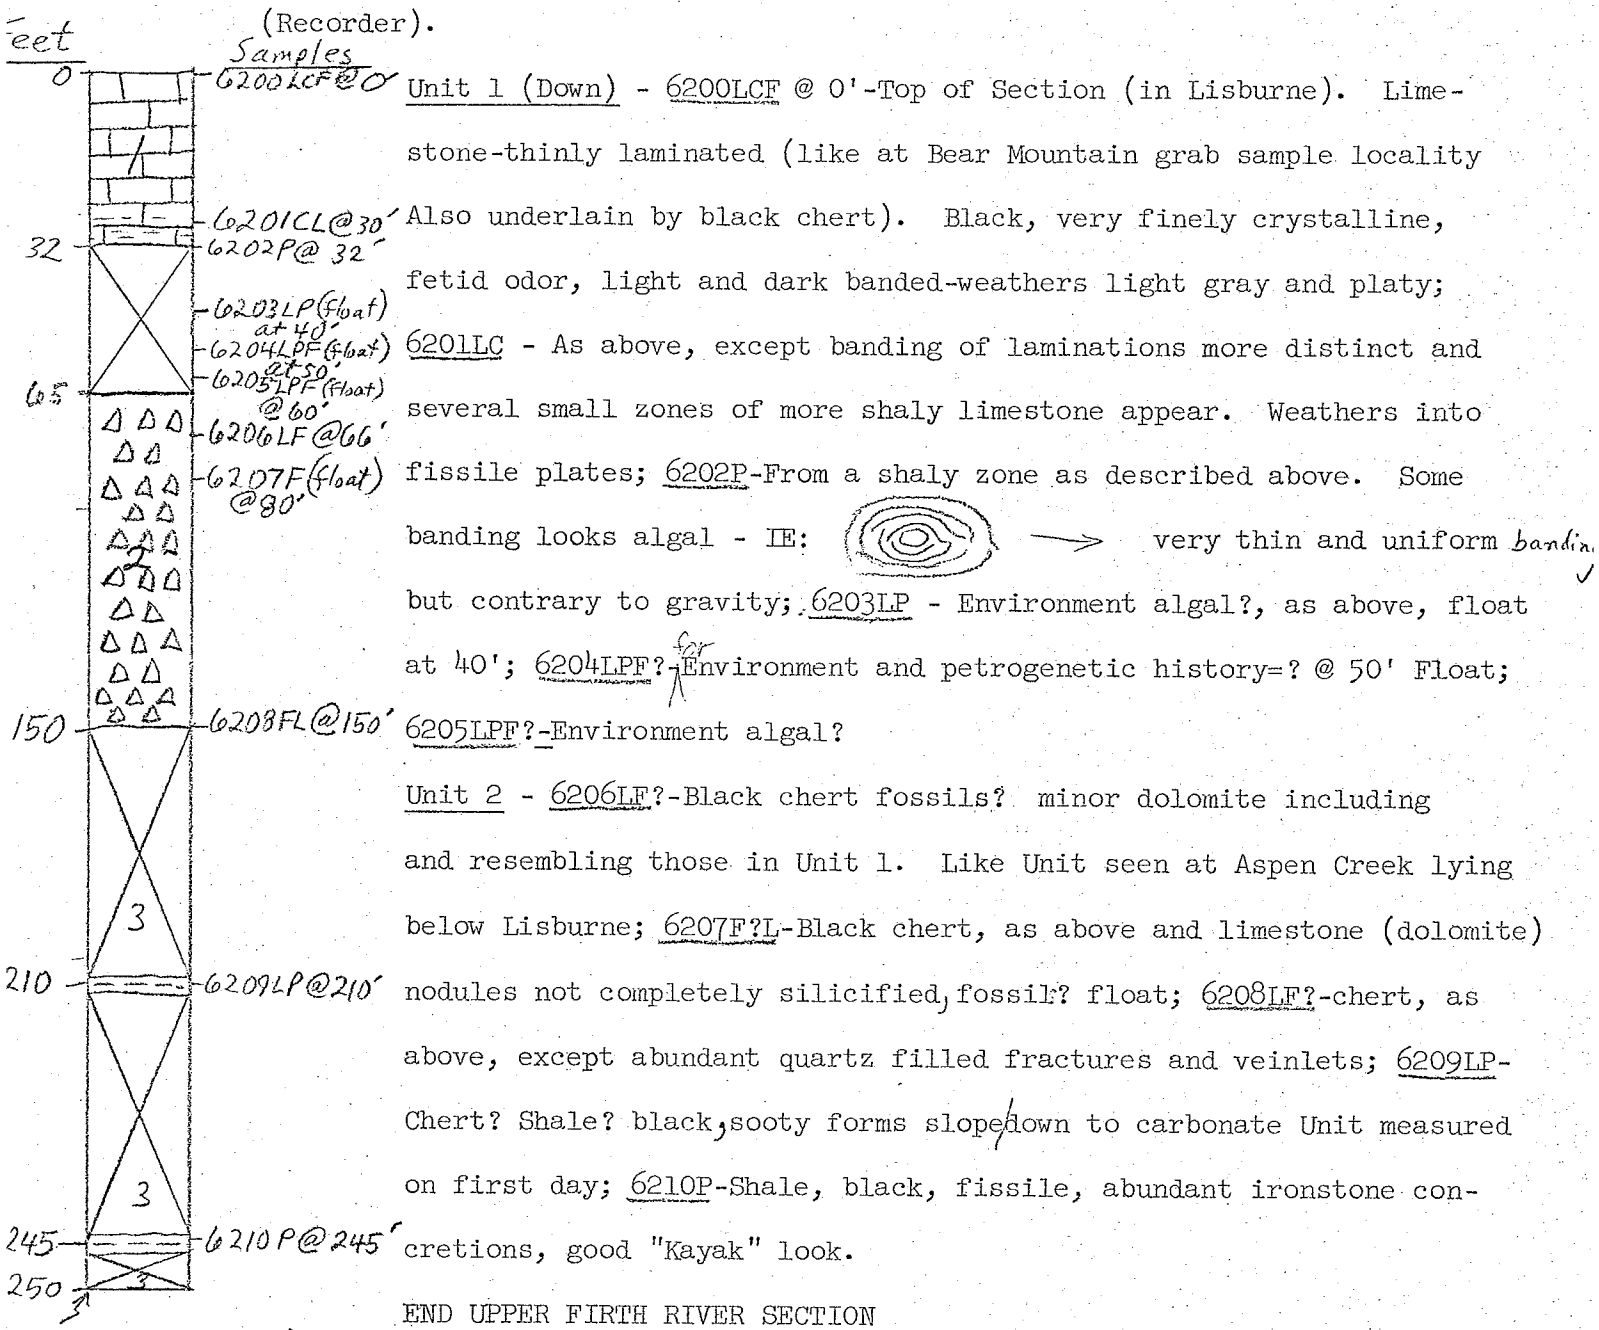 (Recorder).
eet
Samples
0
6200LCF@0'
6201CL@30'
32
6202P@32'
6203LP(float)
at 40'
6204LPF(float)
at 50'
6205LPF(float)
@60'
65
6206LF@66'
6207F(float)
@80'
1
2
150
6208FL@150'
3
210
6209LP@210'
3
245
6210P@245'
3
250
3
Unit 1 (Down) - 6200LCF @ 0'-Top of Section (in Lisburne). Lime-
stone-thinly laminated (like at Bear Mountain grab sample locality
Also underlain by black chert). Black, very finely crystalline,
fetid odor, light and dark banded-weathers light gray and platy;
6201LC - As above, except banding of laminations more distinct and
several small zones of more shaly limestone appear. Weathers into
fissile plates; 6202P-From a shaly zone as described above. Some
banding looks algal - IE: → very thin and uniform bandin
but contrary to gravity; 6203LP - Environment algal?, as above, float
at 40'; 6204LPF?-for Environment and petrogenetic history=? @ 50' Float;
6205LPF?-Environment algal?
Unit 2 - 6206LF?-Black chert fossils? minor dolomite including
and resembling those in Unit 1. Like Unit seen at Aspen Creek lying
below Lisburne; 6207F?L-Black chert, as above and limestone (dolomite)
nodules not completely silicified, fossil? float; 6208LF?-chert, as
above, except abundant quartz filled fractures and veinlets; 6209LP-
Chert? Shale? black, sooty forms slope/down to carbonate Unit measured
on first day; 6210P-Shale, black, fissile, abundant ironstone con-
cretions, good "Kayak" look.
END UPPER FIRTH RIVER SECTION